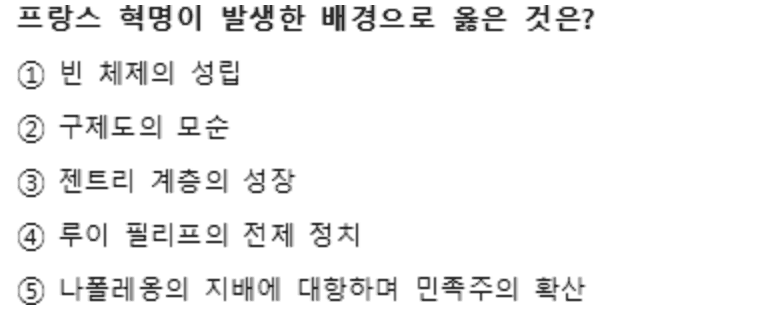 프랑스 혁명이 발생한 배경으로 옳은 것은?
① 빈 체제의 성립
② 구제도의 모순
③ 젠트리 계층의 성장
④ 루이 필리프의 전제 정치
⑤ 나폴레옹의 지배에 대항하며 민족주의 확산